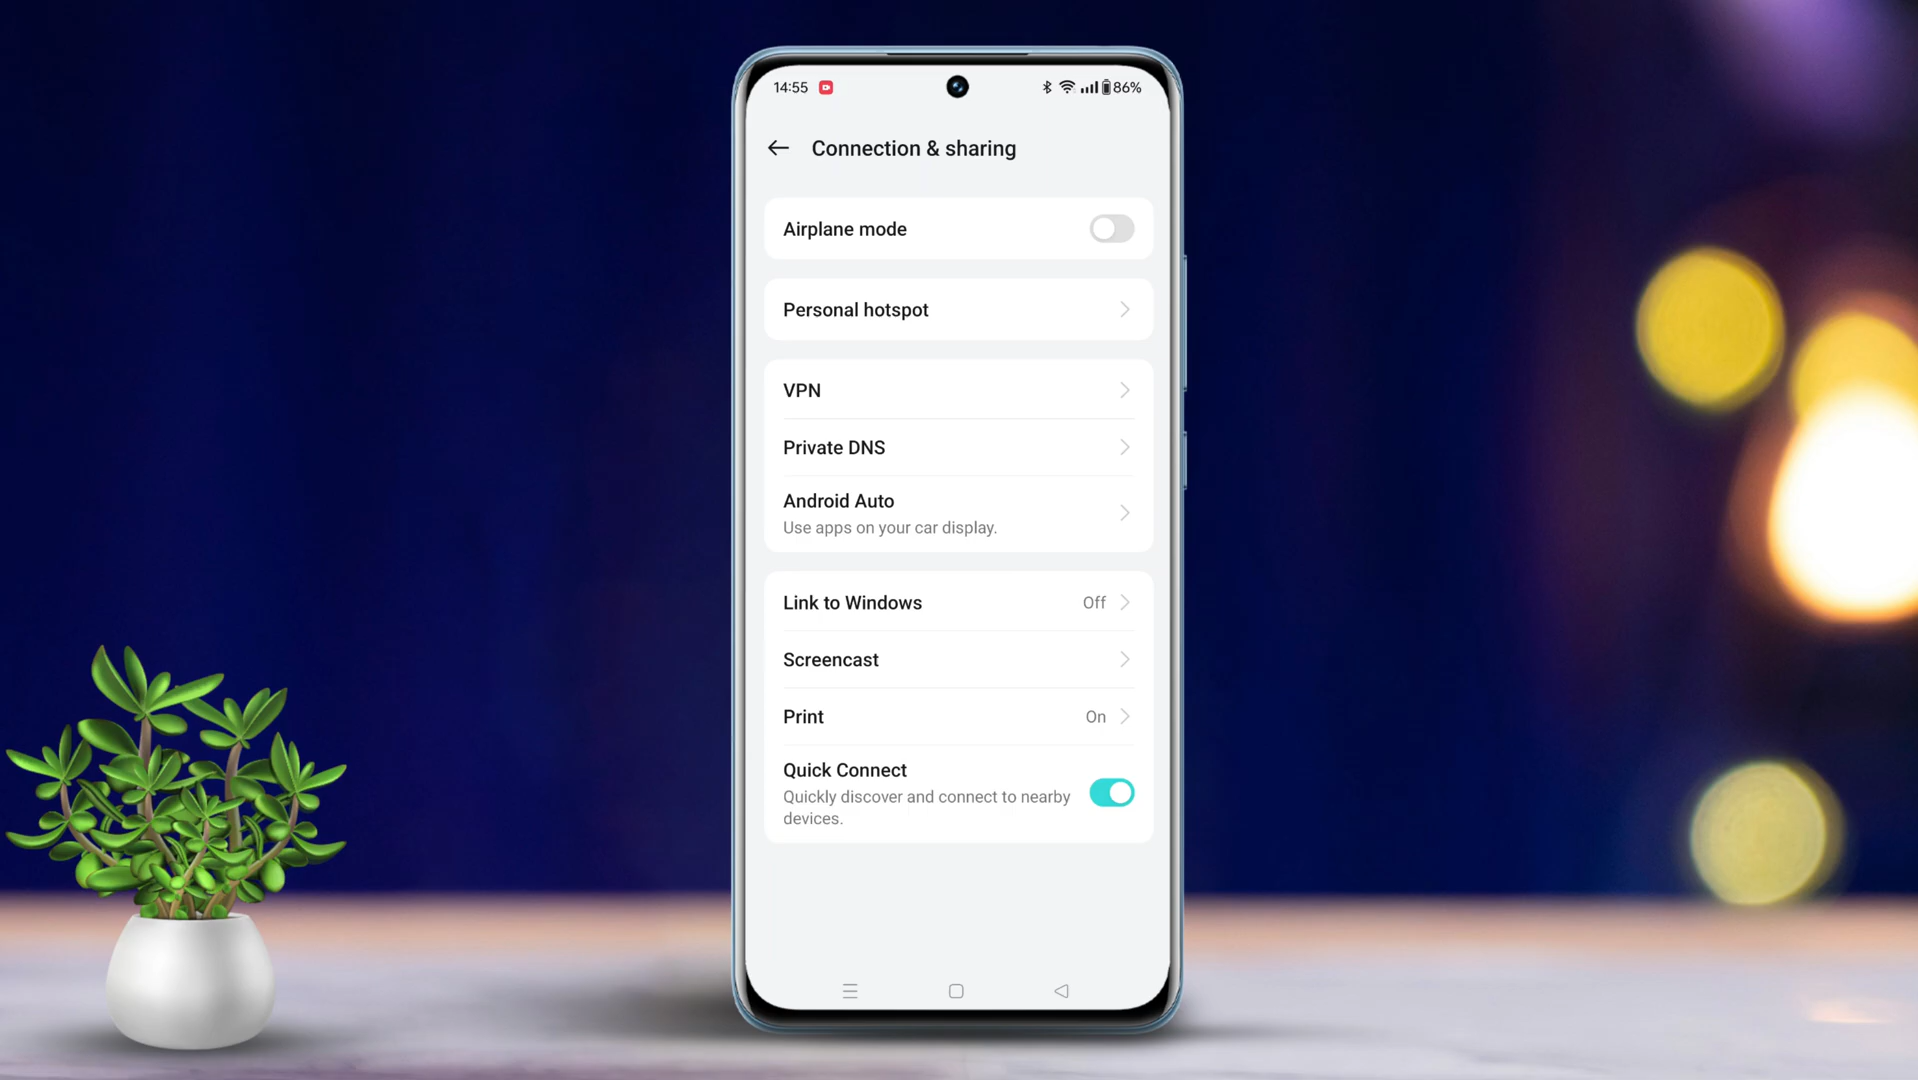 14:55
86%
Connection & sharing
Airplane mode
Personal hotspot
VPN
Private DNS
Android Auto
Use apps on your car display.
Link to Windows
Off
Screencast
Print
On
Quick Connect
Quickly discover and connect to nearby
devices.